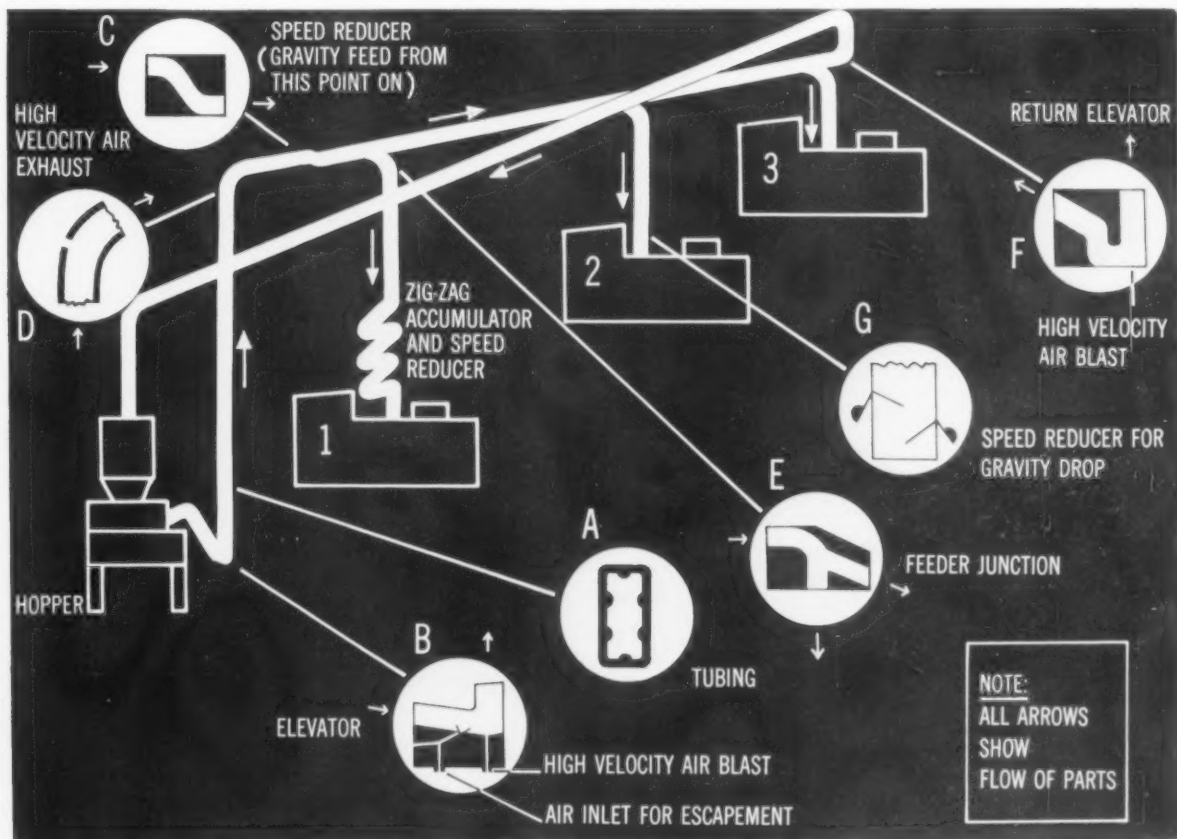 C
SPEED REDUCER
(GRAVITY FEED FROM
THIS POINT ON)
HIGH
VELOCITY AIR
EXHAUST
D
1
ZIG-ZAG
ACCUMULATOR
AND SPEED
REDUCER
2
3
RETURN ELEVATOR
F
HIGH VELOCITY
AIR BLAST
G
SPEED REDUCER FOR
GRAVITY DROP
E
FEEDER JUNCTION
A
TUBING
HOPPER
B
ELEVATOR
HIGH VELOCITY AIR BLAST
AIR INLET FOR ESCAPEMENT
NOTE:
ALL ARROWS
SHOW
FLOW OF PARTS